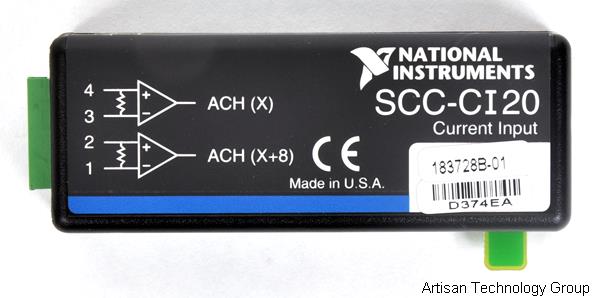 NATIONAL
INSTRUMENTS
SCC-CI20
Current Input
4
3
+
-
ACH (X)
2
1
+
-
ACH (X+8)
CE
Made in U.S.A.
183728B-01
D374EA
Artisan Technology Group